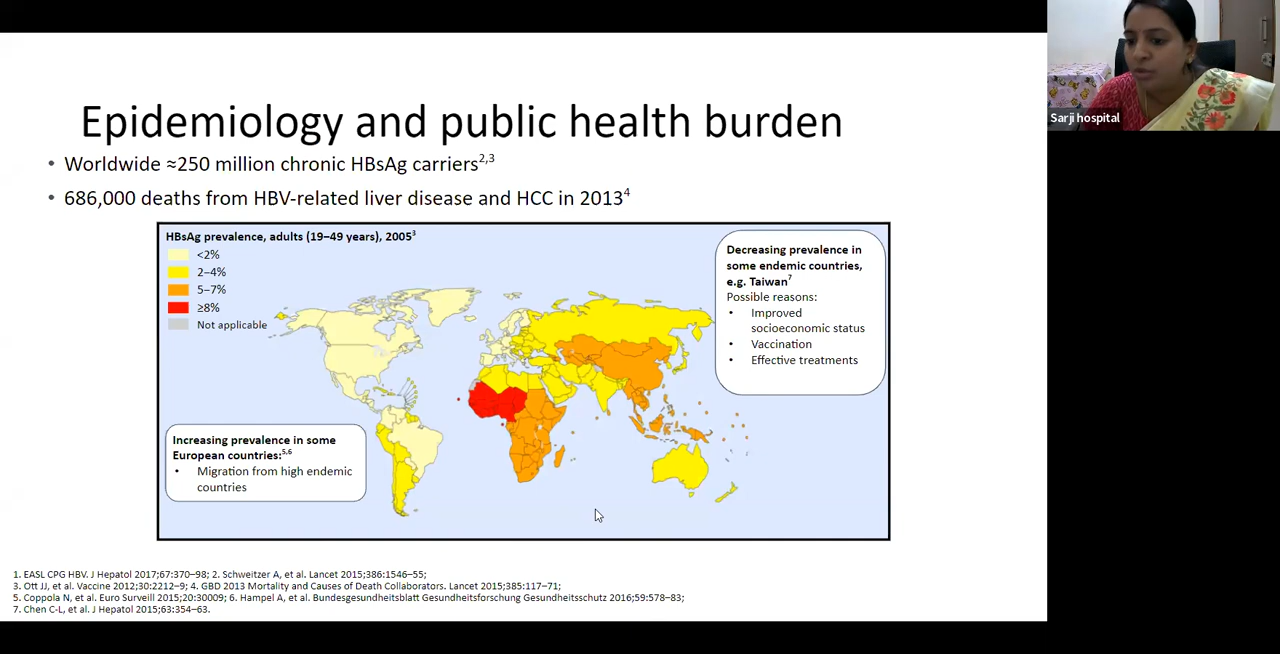 Epidemiology and public health burden
• Worldwide ≈250 million chronic HBsAg carriers2,3
• 686,000 deaths from HBV-related liver disease and HCC in 20134
HBsAg prevalence, adults (19–49 years), 20053
<2%
2–4%
5–7%
≥8%
Not applicable
Decreasing prevalence in
some endemic countries,
e.g. Taiwan7
Possible reasons:
• Improved
socioeconomic status
• Vaccination
• Effective treatments
Increasing prevalence in some
European countries:5,6
• Migration from high endemic
countries
1. EASL CPG HBV. J Hepatol 2017;67:370–98; 2. Schweitzer A, et al. Lancet 2015;386:1546–55;
3. Ott JJ, et al. Vaccine 2012;30:2212–9; 4. GBD 2013 Mortality and Causes of Death Collaborators. Lancet 2015;385:117–71;
5. Coppola N, et al. Euro Surveill 2015;20:30009; 6. Hampel A, et al. Bundesgesundheitsblatt Gesundheitsforschung Gesundheitsschutz 2016;59:578–83;
7. Chen C-L, et al. J Hepatol 2015;63:354–63.
Sarji hospital